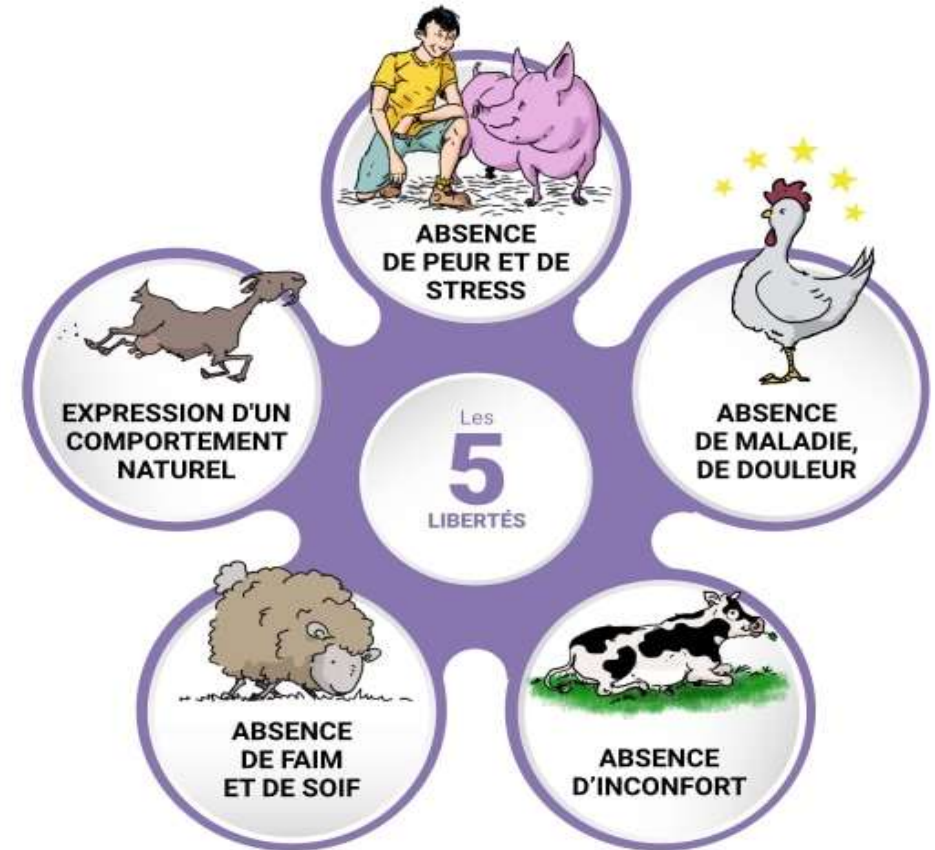 ABSENCE
DE PEUR ET DE
STRESS
EXPRESSION D'UN
COMPORTEMENT
NATUREL
Les
5
LIBERTÉS
ABSENCE
DE MALADIE,
DE DOULEUR
ABSENCE
DE FAIM
ET DE SOIF
ABSENCE
D’INCONFORT